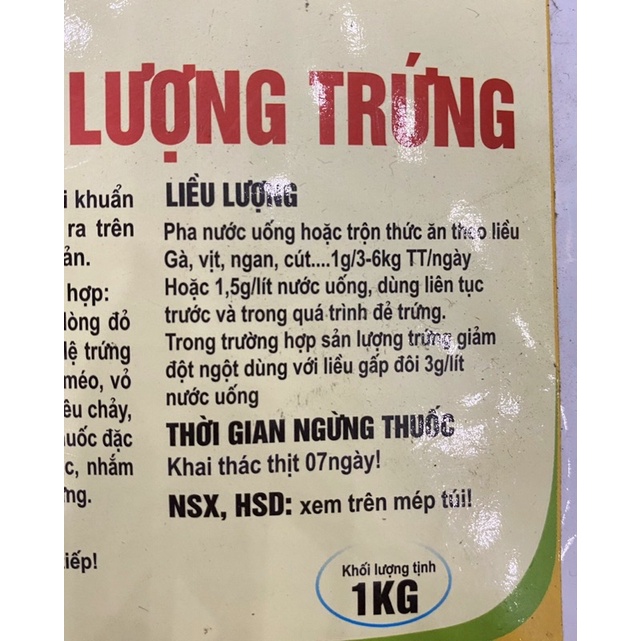 LƯỢNG TRỨNG
khuẩn
ra trên
hợp:
lòng đỏ
trứng
méo, vỏ
chảy,
đặc
nhắm
LIỀU LƯỢNG
Pha nước uống hoặc trộn thức ăn theo liều
Gà, vịt, ngan, cút....1g/3-6kg TT/ngày
Hoặc 1,5g/lít nước uống, dùng liên tục
trước và trong quá trình đẻ trứng.
Trong trường hợp sản lượng trứng giảm
đột ngột dùng với liều gấp đôi 3g/lít
nước uống
THỜI GIAN NGỪNG THUỐC
Khai thác thịt 07ngày!
NSX, HSD: xem trên mép túi!
Khối lượng tịnh
1KG